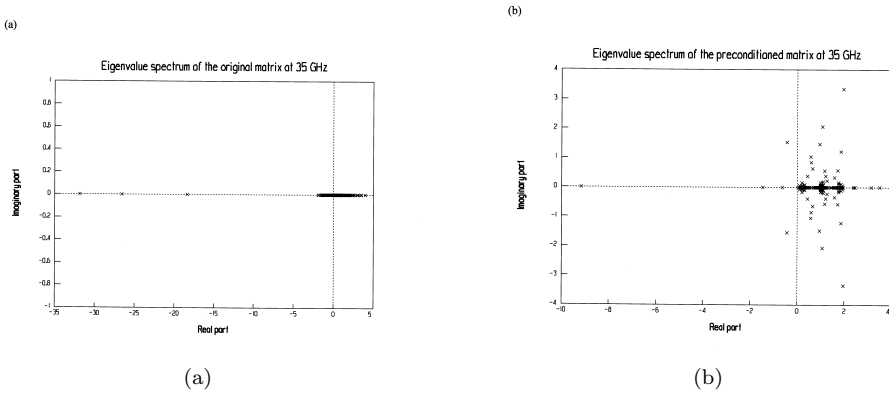 (a)
Eigenvalue spectrum of the original matrix at 35 GHz
1
0.8
0.6
0.4
0.2
0
-0.2
-0.4
-0.6
-0.8
-1
Imaginary part
-35 -30 -25 -20 -15 -10 -5 0 5
Real part
(a)
(b)
Eigenvalue spectrum of the preconditioned matrix at 35 GHz
4
3
2
1
0
-1
-2
-3
-4
Imaginary part
-10 -8 -6 -4 -2 0 2 4
Real part
(b)